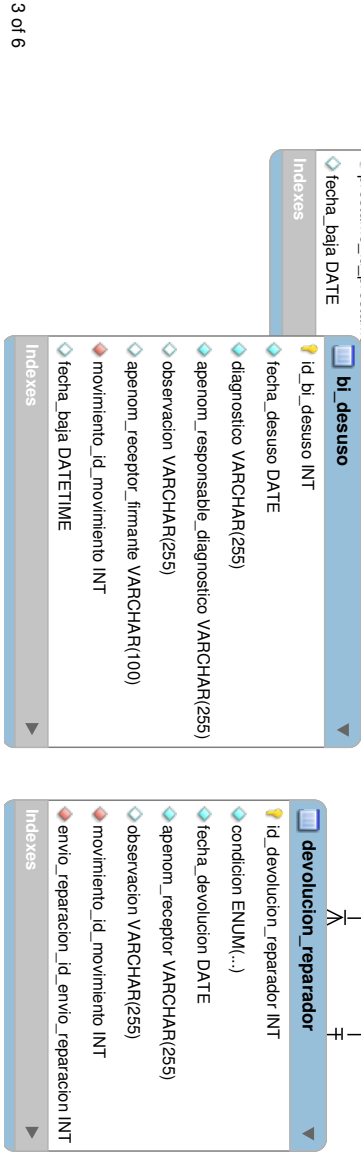 fecha_baja DATE
Indexes
bi_desuso
id_bi_desuso INT
fecha_desuso DATE
diagnostico VARCHAR(255)
apenom_responsable_diagnostico VARCHAR(255)
observacion VARCHAR(255)
apenom_receptor_firmante VARCHAR(100)
movimiento_id_movimiento INT
fecha_baja DATETIME
Indexes
devolucion_reparador
id_devolucion_reparador INT
condicion ENUM(...)
fecha_devolucion DATE
apenom_receptor VARCHAR(255)
observacion VARCHAR(255)
movimiento_id_movimiento INT
envio_reparacion_id_envio_reparacion INT
Indexes
3 of 6